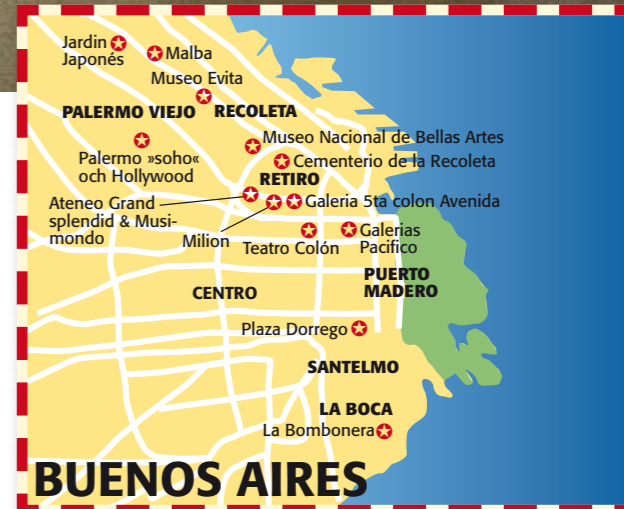 Jardin
Japonés
Malba
Museo Evita
PALERMO VIEJO
RECOLETA
Museo Nacional de Bellas Artes
Palermo »soho«
och Hollywood
Cementerio de la Recoleta
RETIRO
Ateneo Grand
splendid & Musi-
mondo
Galeria 5ta colon Avenida
Milion
Teatro Colón
Galerias
Pacifico
PUERTO
MADERO
CENTRO
Plaza Dorrego
SANTELMO
LA BOCA
La Bombonera
BUENOS AIRES